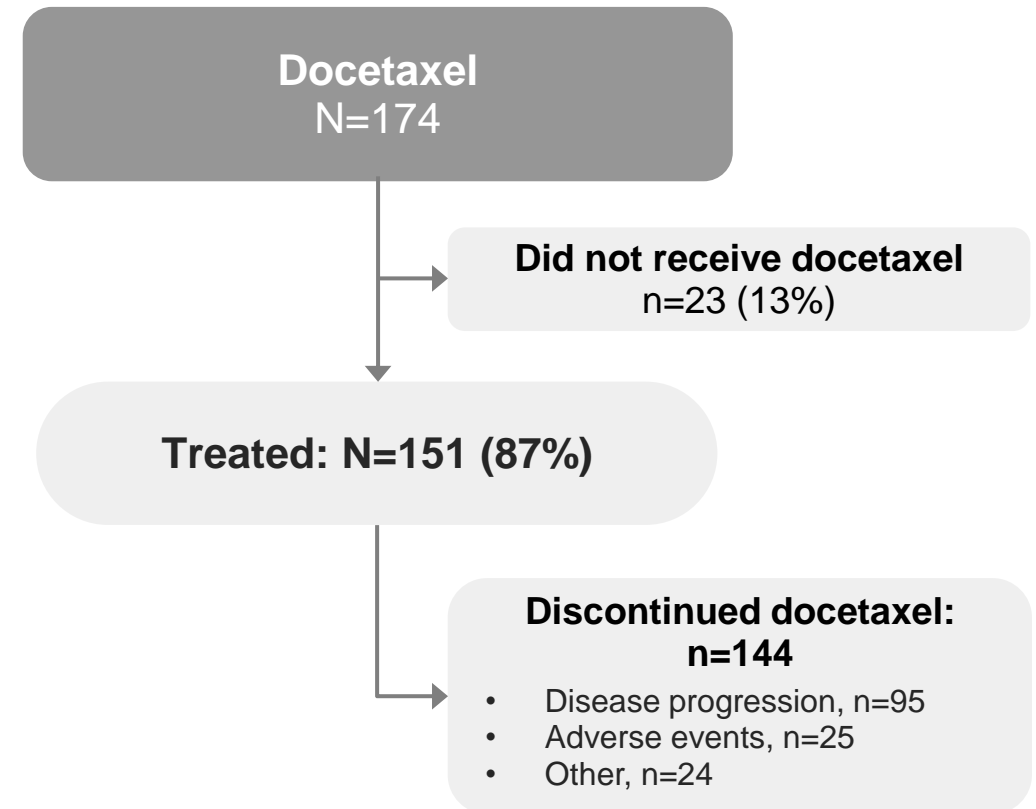 Docetaxel
N=174
Did not receive docetaxel
n=23 (13%)
Treated: N=151 (87%)
Discontinued docetaxel:
n=144
• Disease progression, n=95
• Adverse events, n=25
• Other, n=24